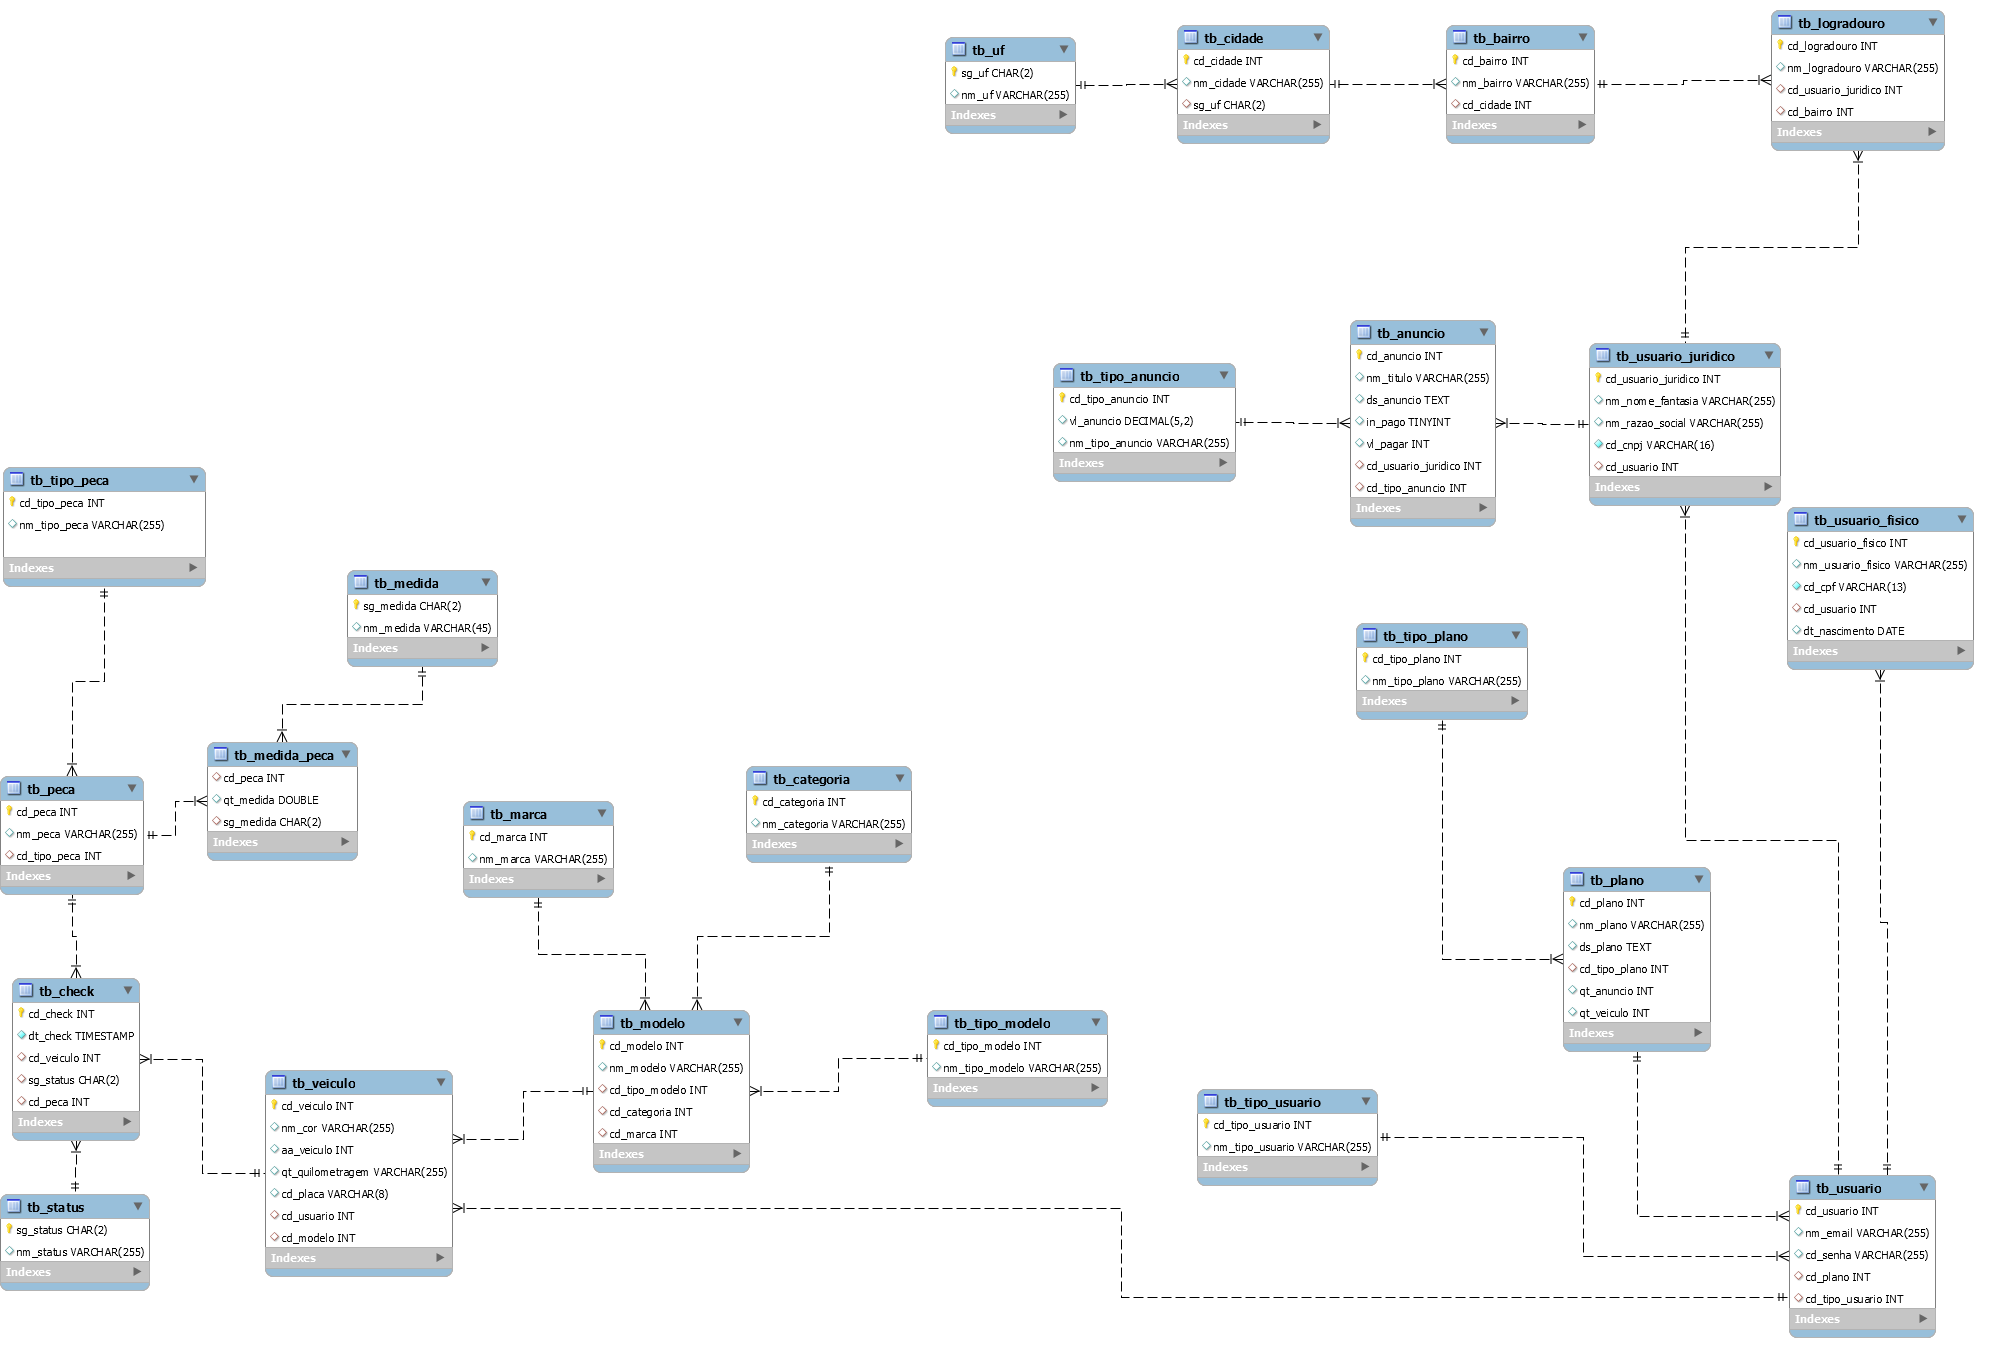 tb_uf
sg_uf CHAR(2)
nm_uf VARCHAR(255)
Indexes
tb_cidade
cd_cidade INT
nm_cidade VARCHAR(255)
sg_uf CHAR(2)
Indexes
tb_bairro
cd_bairro INT
nm_bairro VARCHAR(255)
cd_cidade INT
Indexes
tb_logradouro
cd_logradouro INT
nm_logradouro VARCHAR(255)
cd_usuario_juridico INT
cd_bairro INT
Indexes
tb_tipo_anuncio
cd_tipo_anuncio INT
vl_anuncio DECIMAL(5,2)
nm_tipo_anuncio VARCHAR(255)
Indexes
tb_anuncio
cd_anuncio INT
nm_titulo VARCHAR(255)
ds_anuncio TEXT
in_pago TINYINT
vl_pagar INT
cd_usuario_juridico INT
cd_tipo_anuncio INT
Indexes
tb_usuario_juridico
cd_usuario_juridico INT
nm_nome_fantasia VARCHAR(255)
nm_razao_social VARCHAR(255)
cd_cnpj VARCHAR(16)
cd_usuario INT
Indexes
tb_usuario_fisico
cd_usuario_fisico INT
nm_usuario_fisico VARCHAR(255)
cd_cpf VARCHAR(13)
cd_usuario INT
dt_nascimento DATE
Indexes
tb_tipo_peca
cd_tipo_peca INT
nm_tipo_peca VARCHAR(255)
Indexes
tb_medida
sg_medida CHAR(2)
nm_medida VARCHAR(45)
Indexes
tb_tipo_plano
cd_tipo_plano INT
nm_tipo_plano VARCHAR(255)
Indexes
tb_peca
cd_peca INT
nm_peca VARCHAR(255)
cd_tipo_peca INT
Indexes
tb_medida_peca
cd_peca INT
qt_medida DOUBLE
sg_medida CHAR(2)
Indexes
tb_marca
cd_marca INT
nm_marca VARCHAR(255)
Indexes
tb_categoria
cd_categoria INT
nm_categoria VARCHAR(255)
Indexes
tb_plano
cd_plano INT
nm_plano VARCHAR(255)
ds_plano TEXT
cd_tipo_plano INT
qt_anuncio INT
qt_veiculo INT
Indexes
tb_check
cd_check INT
dt_check TIMESTAMP
cd_veiculo INT
sg_status CHAR(2)
cd_peca INT
Indexes
tb_veiculo
cd_veiculo INT
nm_cor VARCHAR(255)
aa_veiculo INT
qt_quilometragem VARCHAR(255)
cd_placa VARCHAR(8)
cd_usuario INT
cd_modelo INT
Indexes
tb_modelo
cd_modelo INT
nm_modelo VARCHAR(255)
cd_tipo_modelo INT
cd_categoria INT
cd_marca INT
Indexes
tb_tipo_modelo
cd_tipo_modelo INT
nm_tipo_modelo VARCHAR(255)
Indexes
tb_tipo_usuario
cd_tipo_usuario INT
nm_tipo_usuario VARCHAR(255)
Indexes
tb_status
sg_status CHAR(2)
nm_status VARCHAR(255)
Indexes
tb_usuario
cd_usuario INT
nm_email VARCHAR(255)
cd_senha VARCHAR(255)
cd_plano INT
cd_tipo_usuario INT
Indexes